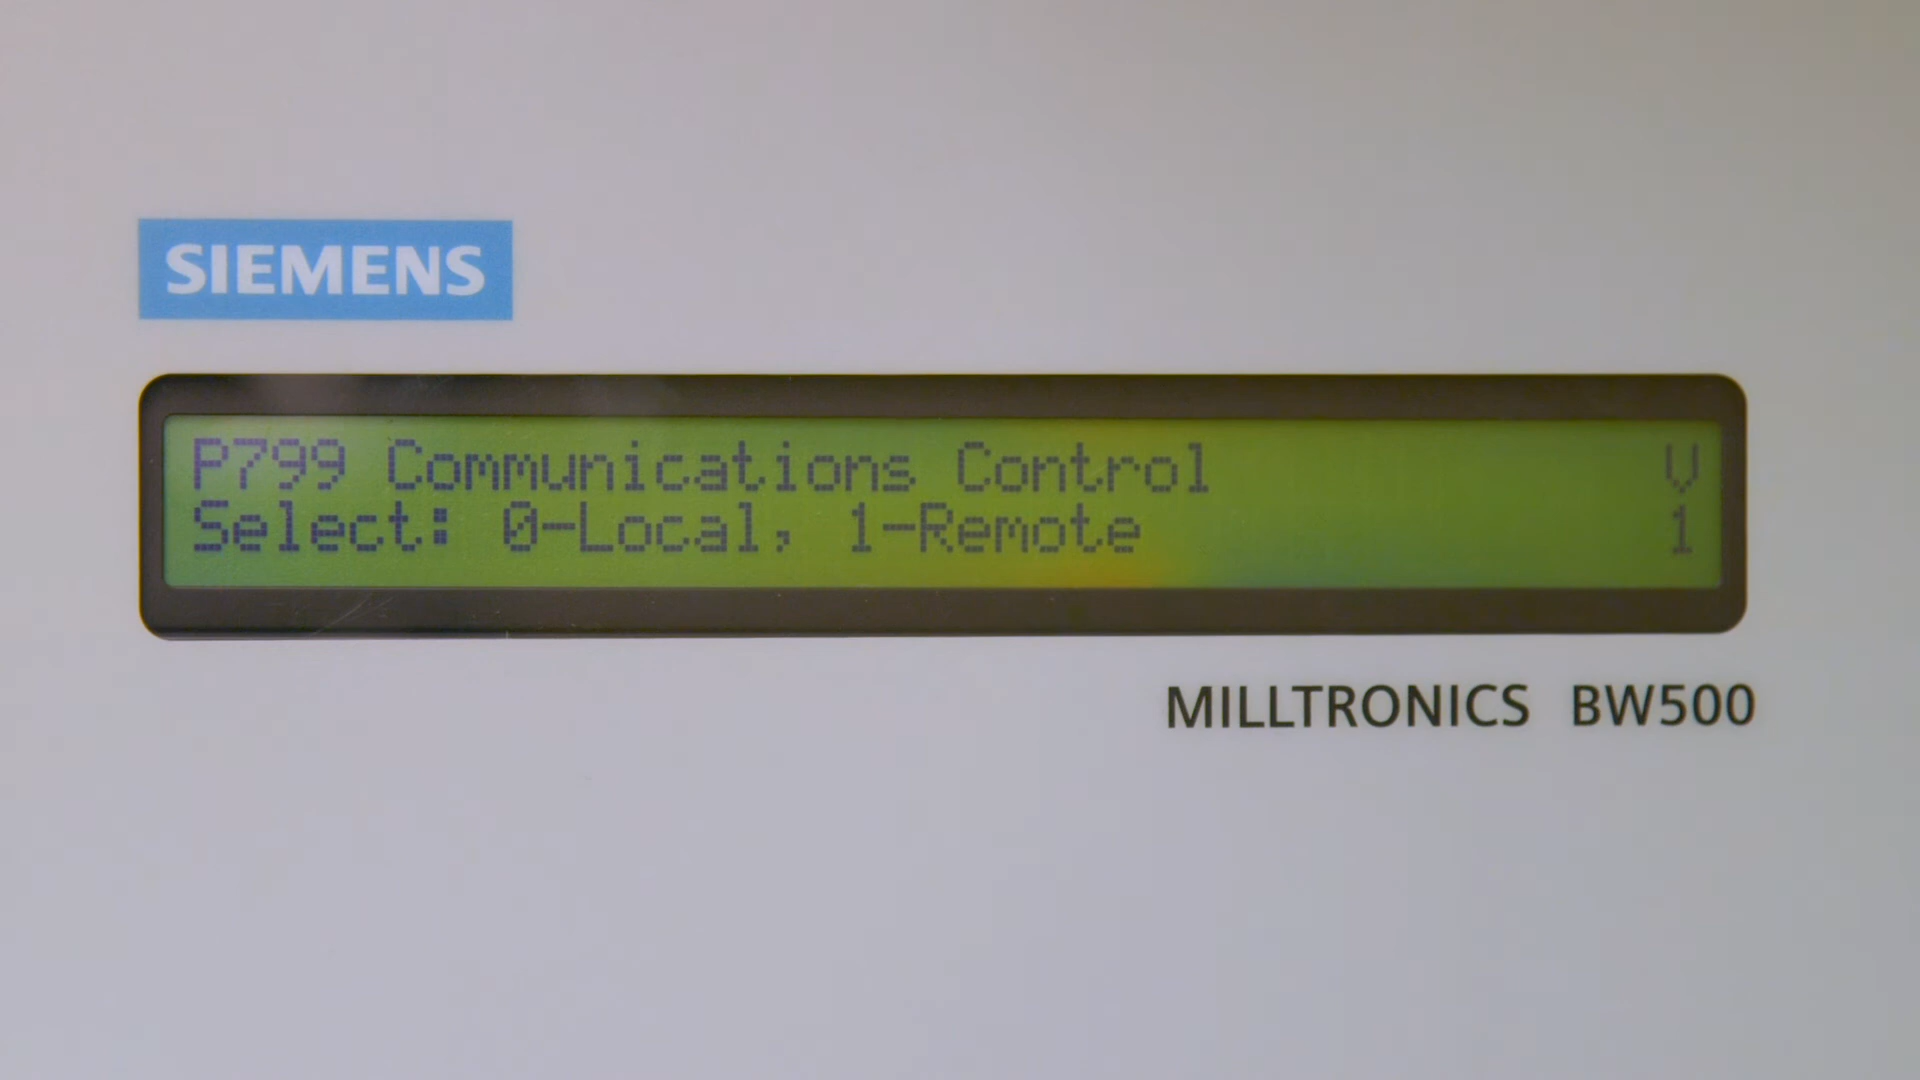 SIEMENS
P799 Communications Control V
Select: 0-Local, 1-Remote 1
MILLTRONICS BW500